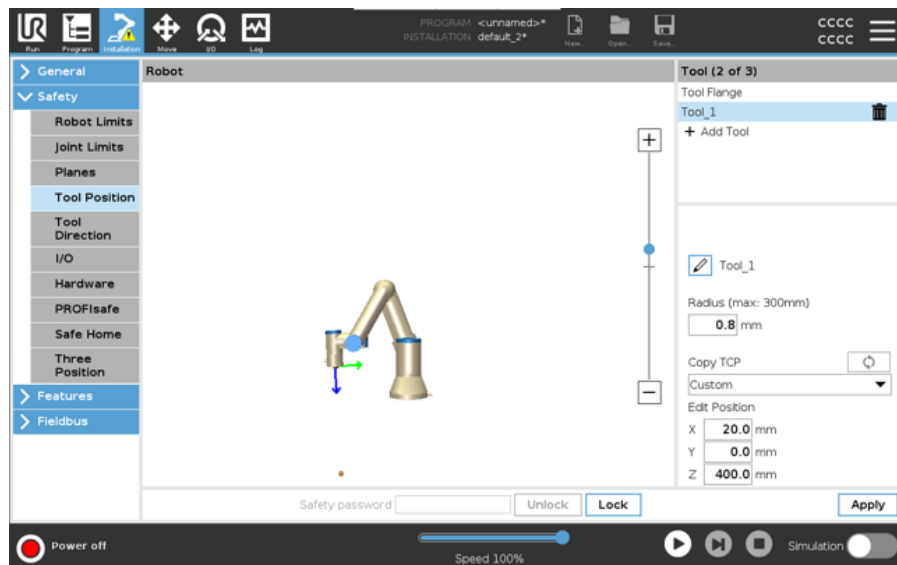 PROGRAM <unnamed>*
INSTALLATION default_2*
New...
Open...
Save...
CCCC
CCCC
Run
Program
Installation
Move
I/O
Log
General
Safety
Robot Limits
Joint Limits
Planes
Tool Position
Tool
Direction
I/O
Hardware
PROFIsafe
Safe Home
Three
Position
Features
Fieldbus
Robot
Tool (2 of 3)
Tool Flange
Tool_1
+ Add Tool
Tool_1
Radius (max: 300mm)
0.8 mm
Copy TCP
Custom
Edit Position
X 20.0 mm
Y 0.0 mm
Z 400.0 mm
Safety password
Unlock
Lock
Apply
Power off
Speed 100%
Simulation